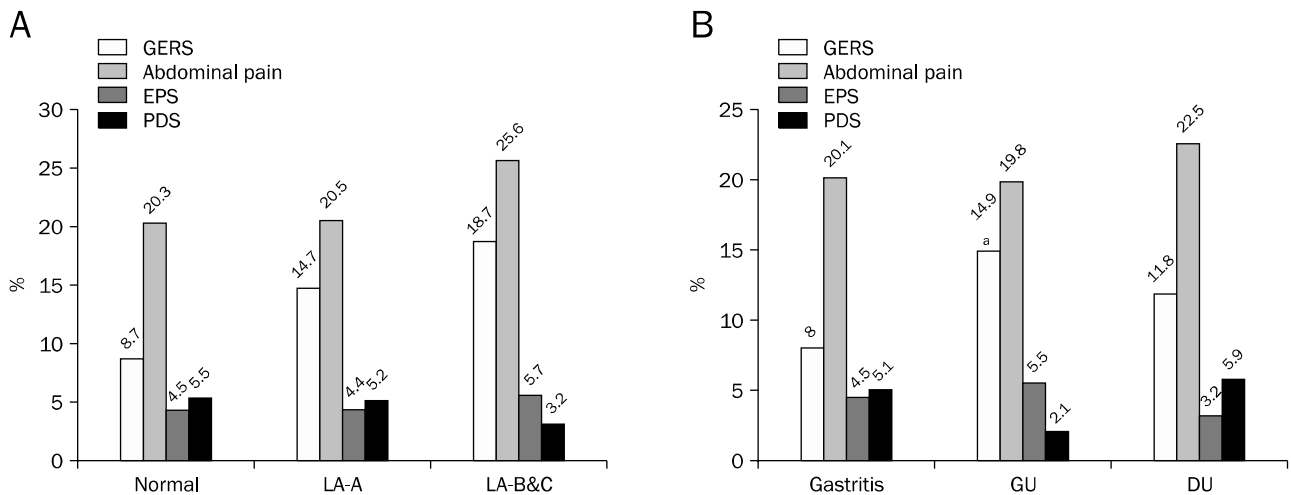 A
GERS
Abdominal pain
EPS
PDS
30
25
20
15
10
5
0
%
8.7
20.3
4.5
5.5
14.7
20.5
4.4
5.2
18.7
25.6
5.7
3.2
Normal
LA-A
LA-B&C
B
GERS
Abdominal pain
EPS
PDS
25
20
15
10
5
0
%
8
20.1
4.5
5.1
14.9
a
19.8
5.5
2.1
11.8
22.5
3.2
5.9
Gastritis
GU
DU